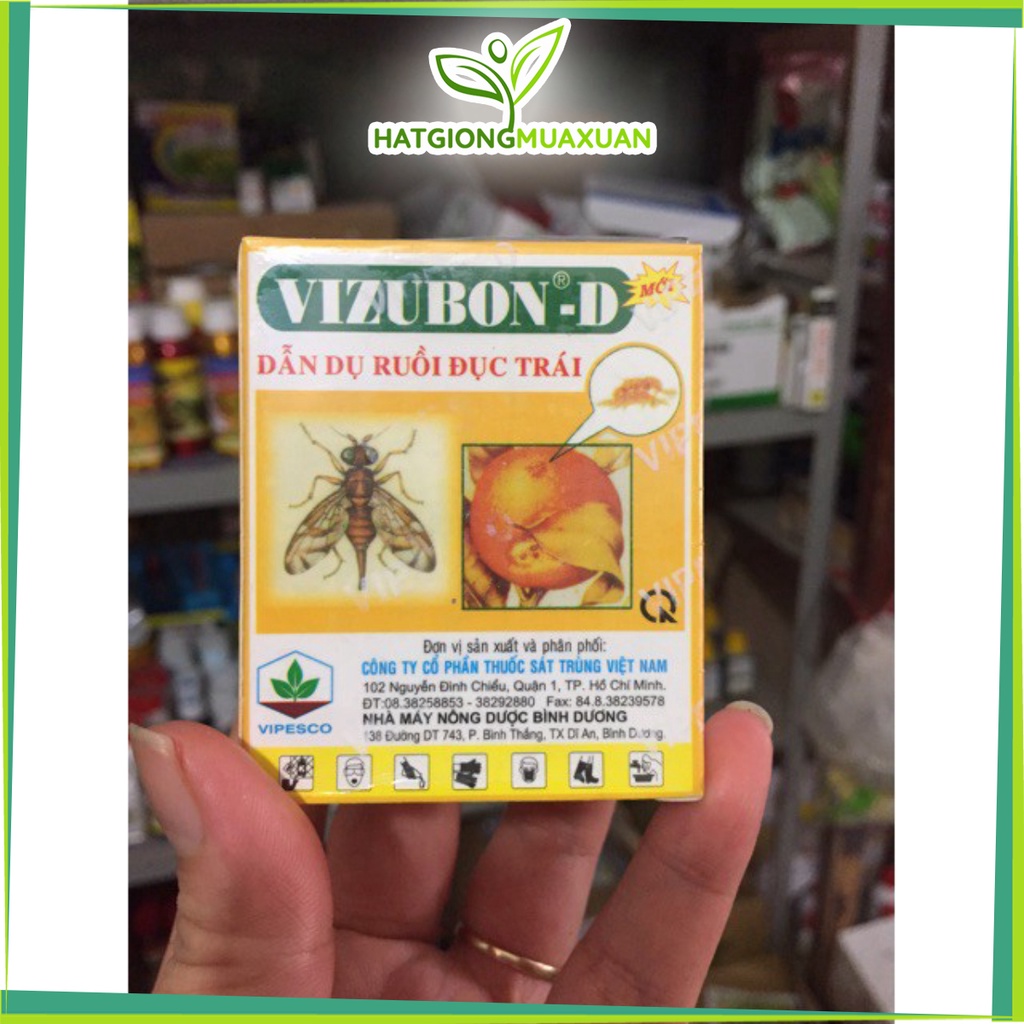 HATGIONGMUAXUAN
VIZUBON®-D
MỚI
DẪN DỤ RUỒI ĐỤC TRÁI
Đơn vị sản xuất và phân phối:
CÔNG TY CỔ PHẦN THUỐC SÁT TRÙNG VIỆT NAM
102 Nguyễn Đình Chiểu, Quận 1, TP. Hồ Chí Minh.
ĐT:08.38258853 - 38292880 Fax: 84.8.38239578
NHÀ MÁY NÔNG DƯỢC BÌNH DƯƠNG
138 Đường DT 743, P. Bình Thắng, TX Dĩ An, Bình Dương.
VIPESCO